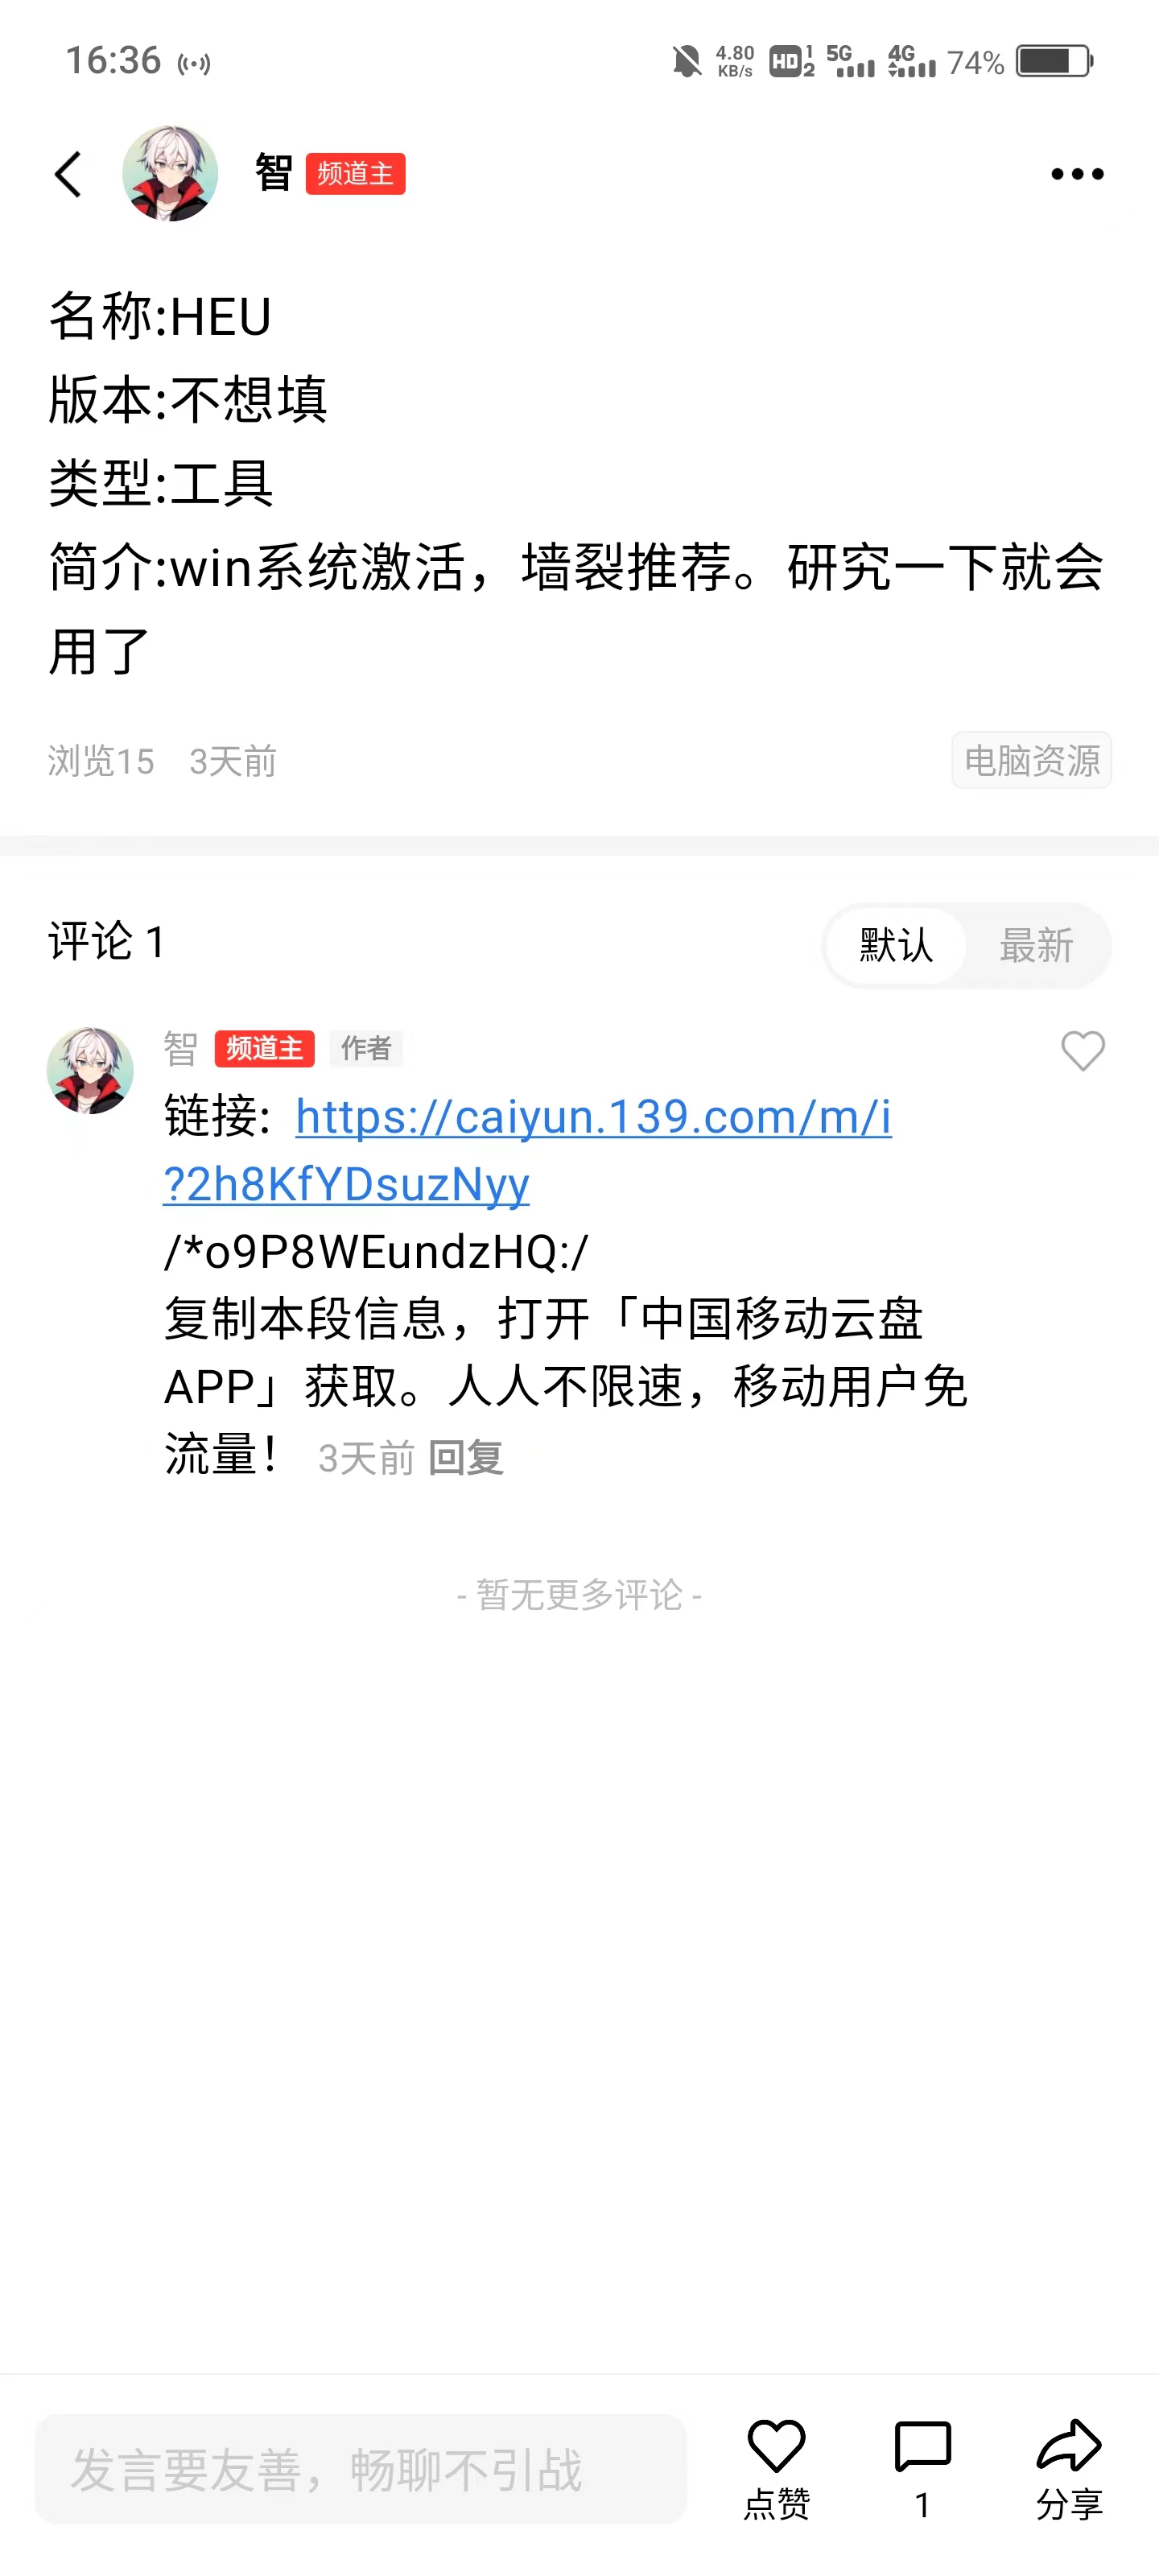 16:36
4.80 KB/s HD 1 2 5G 4G 74%
智 频道主
名称:HEU
版本:不想填
类型:工具
简介:win系统激活，墙裂推荐。研究一下就会
用了
浏览15 3天前 电脑资源
评论 1 默认 最新
智 频道主 作者
链接: https://caiyun.139.com/m/i
?2h8KfYDsuzNyy
/*o9P8WEundzHQ:/
复制本段信息，打开「中国移动云盘
APP」获取。人人不限速，移动用户免
流量！ 3天前 回复
- 暂无更多评论 -
发言要友善，畅聊不引战
点赞 1 分享